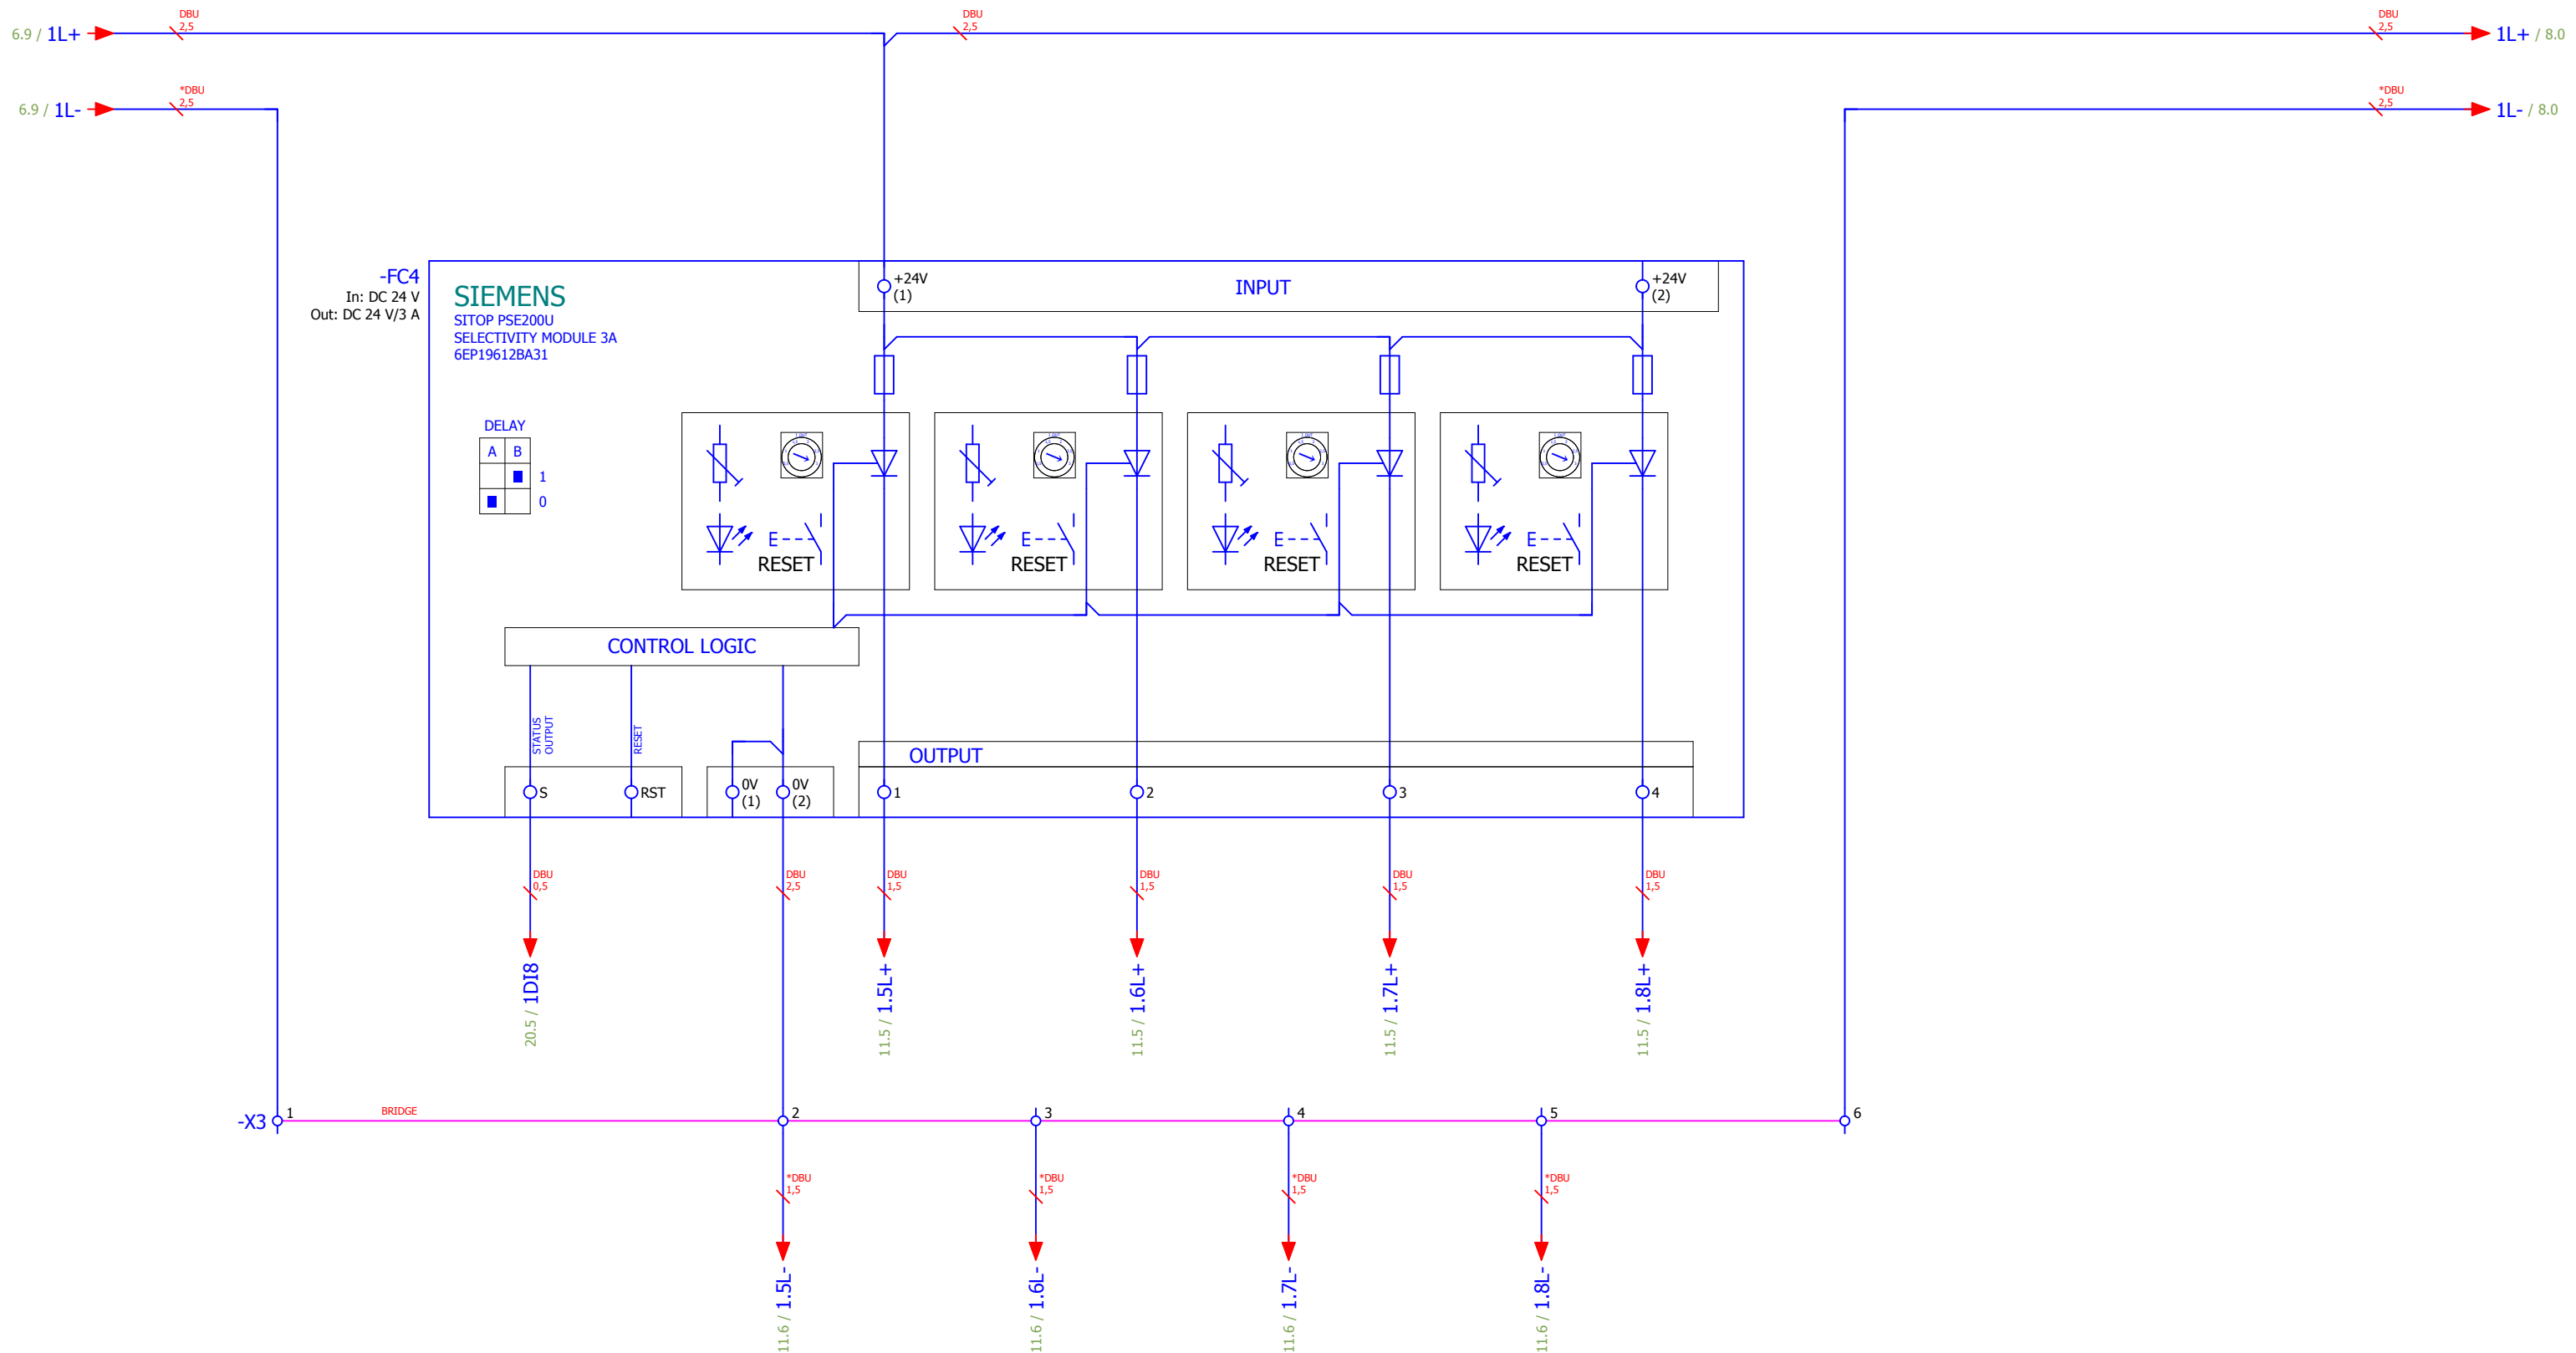 DBU
2,5
DBU
2,5
DBU
2,5
6.9 / 1L+
1L+ / 8.0
*DBU
2,5
*DBU
2,5
6.9 / 1L-
1L- / 8.0
-FC4
In: DC 24 V
Out: DC 24 V/3 A
SIEMENS
SITOP PSE200U
SELECTIVITY MODULE 3A
6EP19612BA31
+24V
(1)
INPUT
+24V
(2)
DELAY
A B
1
0
RESET
RESET
RESET
RESET
CONTROL LOGIC
STATUS
OUTPUT
RESET
OUTPUT
S
RST
0V
(1)
0V
(2)
1
2
3
4
DBU
0,5
DBU
2,5
DBU
1,5
DBU
1,5
DBU
1,5
DBU
1,5
20.5 / 1DI8
11.5 / 1.5L+
11.5 / 1.6L+
11.5 / 1.7L+
11.5 / 1.8L+
-X3
1
BRIDGE
2
3
4
5
6
*DBU
1,5
*DBU
1,5
*DBU
1,5
*DBU
1,5
11.6 / 1.5L-
11.6 / 1.6L-
11.6 / 1.7L-
11.6 / 1.8L-